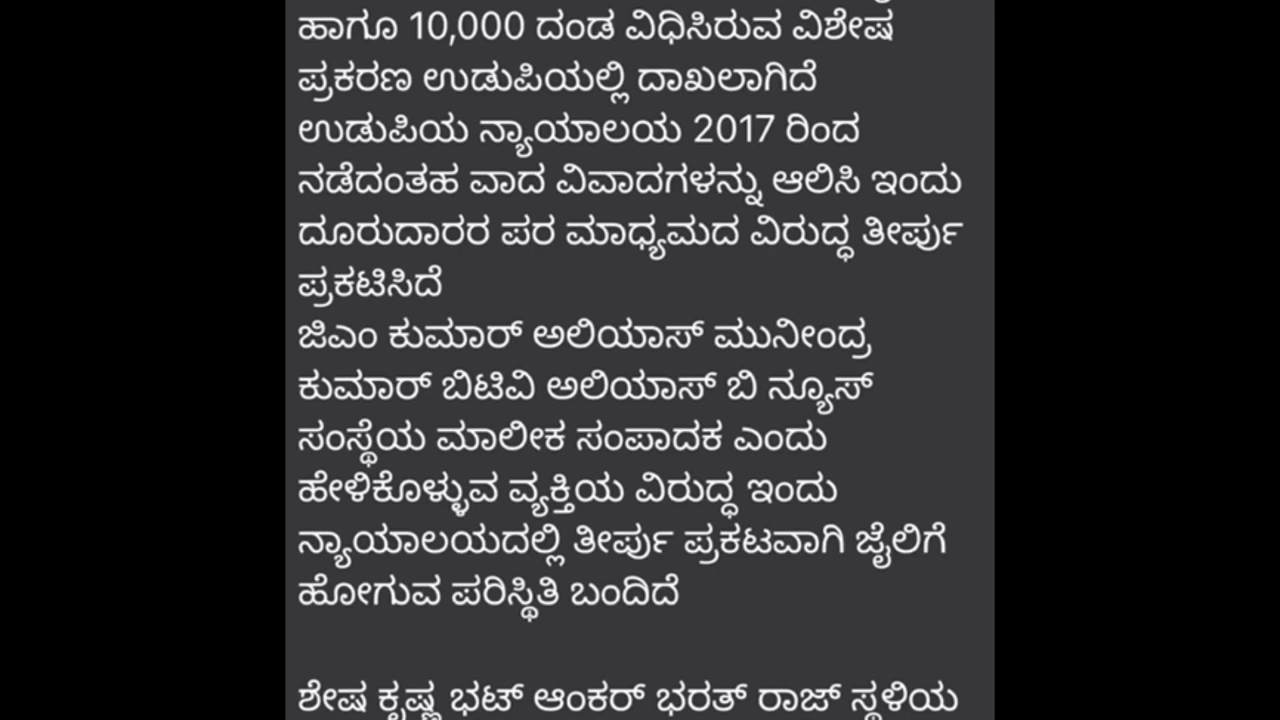 ಹಾಗೂ 10,000 ದಂಡ ವಿಧಿಸಿರುವ ವಿಶೇಷ
ಪ್ರಕರಣ ಉಡುಪಿಯಲ್ಲಿ ದಾಖಲಾಗಿದೆ
ಉಡುಪಿಯ ನ್ಯಾಯಾಲಯ 2017 ರಿಂದ
ನಡೆದಂತಹ ವಾದ ವಿವಾದಗಳನ್ನು ಆಲಿಸಿ ಇಂದು
ದೂರುದಾರರ ಪರ ಮಾಧ್ಯಮದ ವಿರುದ್ಧ ತೀರ್ಪು
ಪ್ರಕಟಿಸಿದೆ
ಜಿಎಂ ಕುಮಾರ್ ಅಲಿಯಾಸ್ ಮುನೀಂದ್ರ
ಕುಮಾರ್ ಬಿಟಿವಿ ಅಲಿಯಾಸ್ ಬಿ ನ್ಯೂಸ್
ಸಂಸ್ಥೆಯ ಮಾಲೀಕ ಸಂಪಾದಕ ಎಂದು
ಹೇಳಿಕೊಳ್ಳುವ ವ್ಯಕ್ತಿಯ ವಿರುದ್ಧ ಇಂದು
ನ್ಯಾಯಾಲಯದಲ್ಲಿ ತೀರ್ಪು ಪ್ರಕಟವಾಗಿ ಜೈಲಿಗೆ
ಹೋಗುವ ಪರಿಸ್ಥಿತಿ ಬಂದಿದೆ
ಶೇಷ ಕೃಷ್ಣ ಭಟ್ ಆಂಕರ್ ಭರತ್ ರಾಜ್ ಸ್ಥಳಿಯ